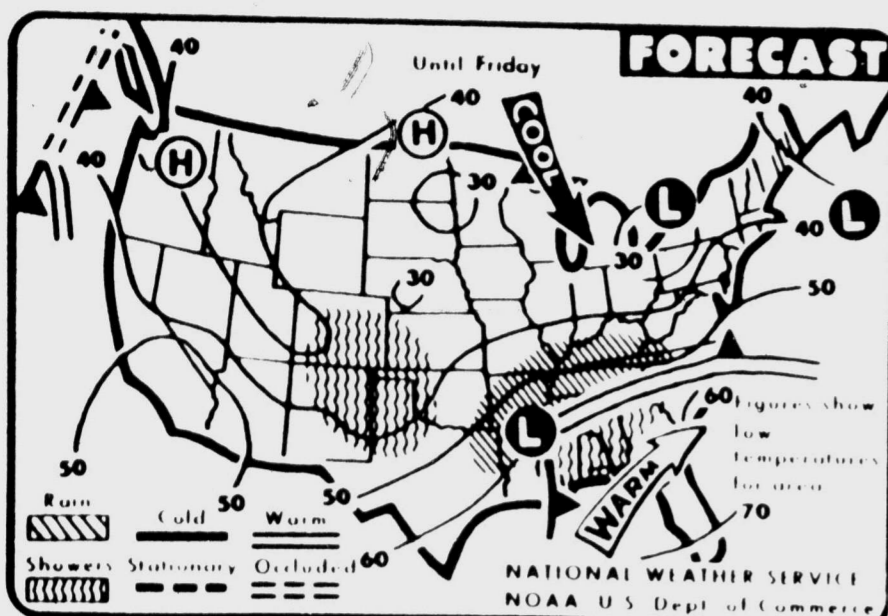 FORECAST
Until Friday
40
40
40
40
H
H
COOL
L
L
30
40
30
30
50
60
Figures show
low
temperatures
for area
L
WARM
50
50
50
60
70
Rain
Cold
Warm
Showers
Stationary
Occluded
NATIONAL WEATHER SERVICE
NOAA U S Dept of Commerce